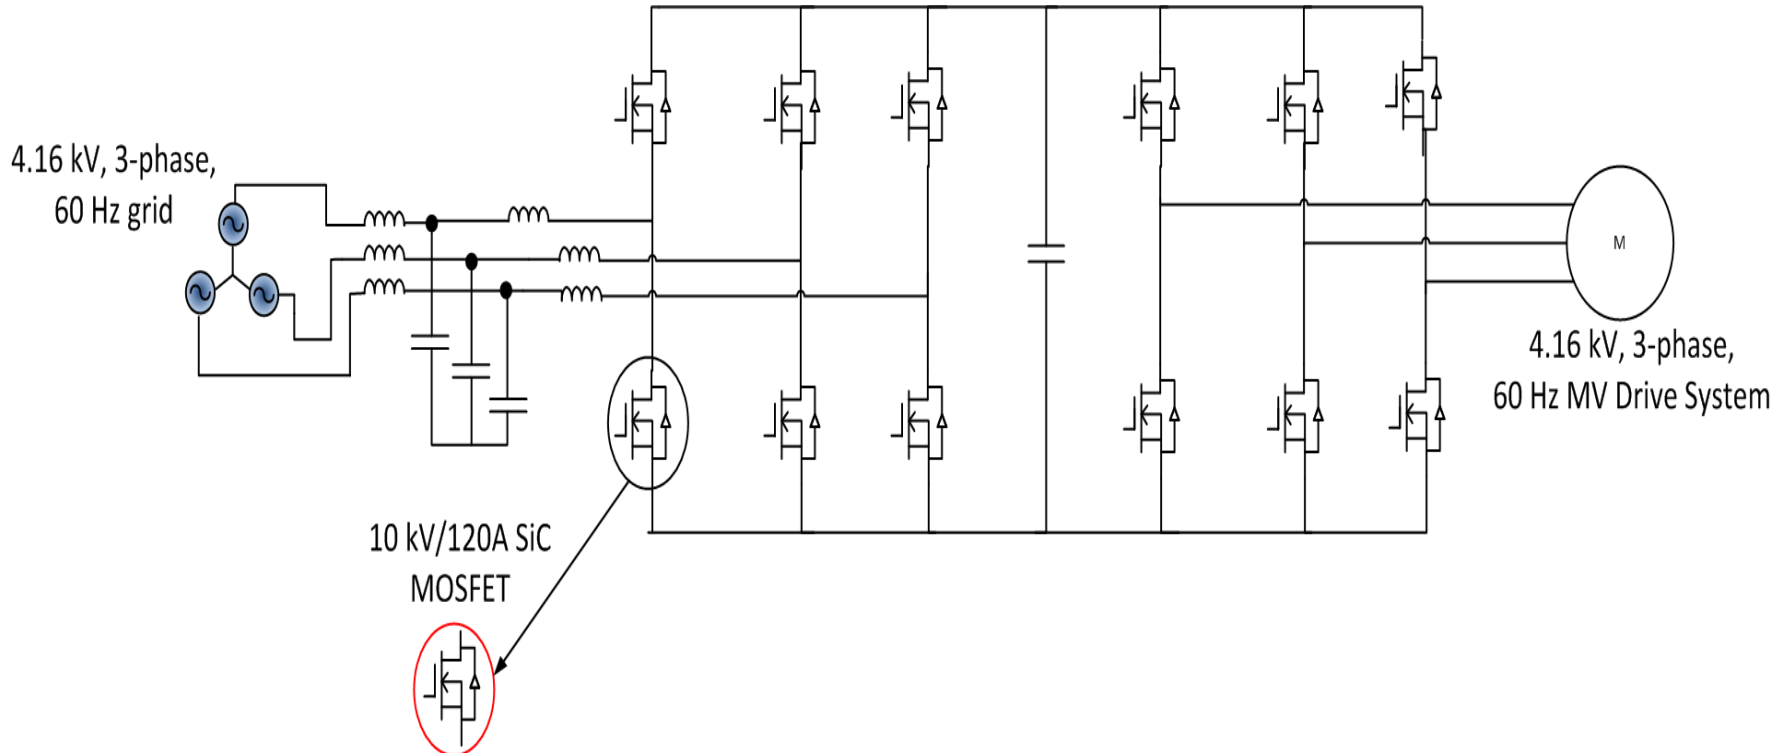 4.16 kV, 3-phase,
60 Hz grid
M
4.16 kV, 3-phase,
60 Hz MV Drive System
10 kV/120A SiC
MOSFET